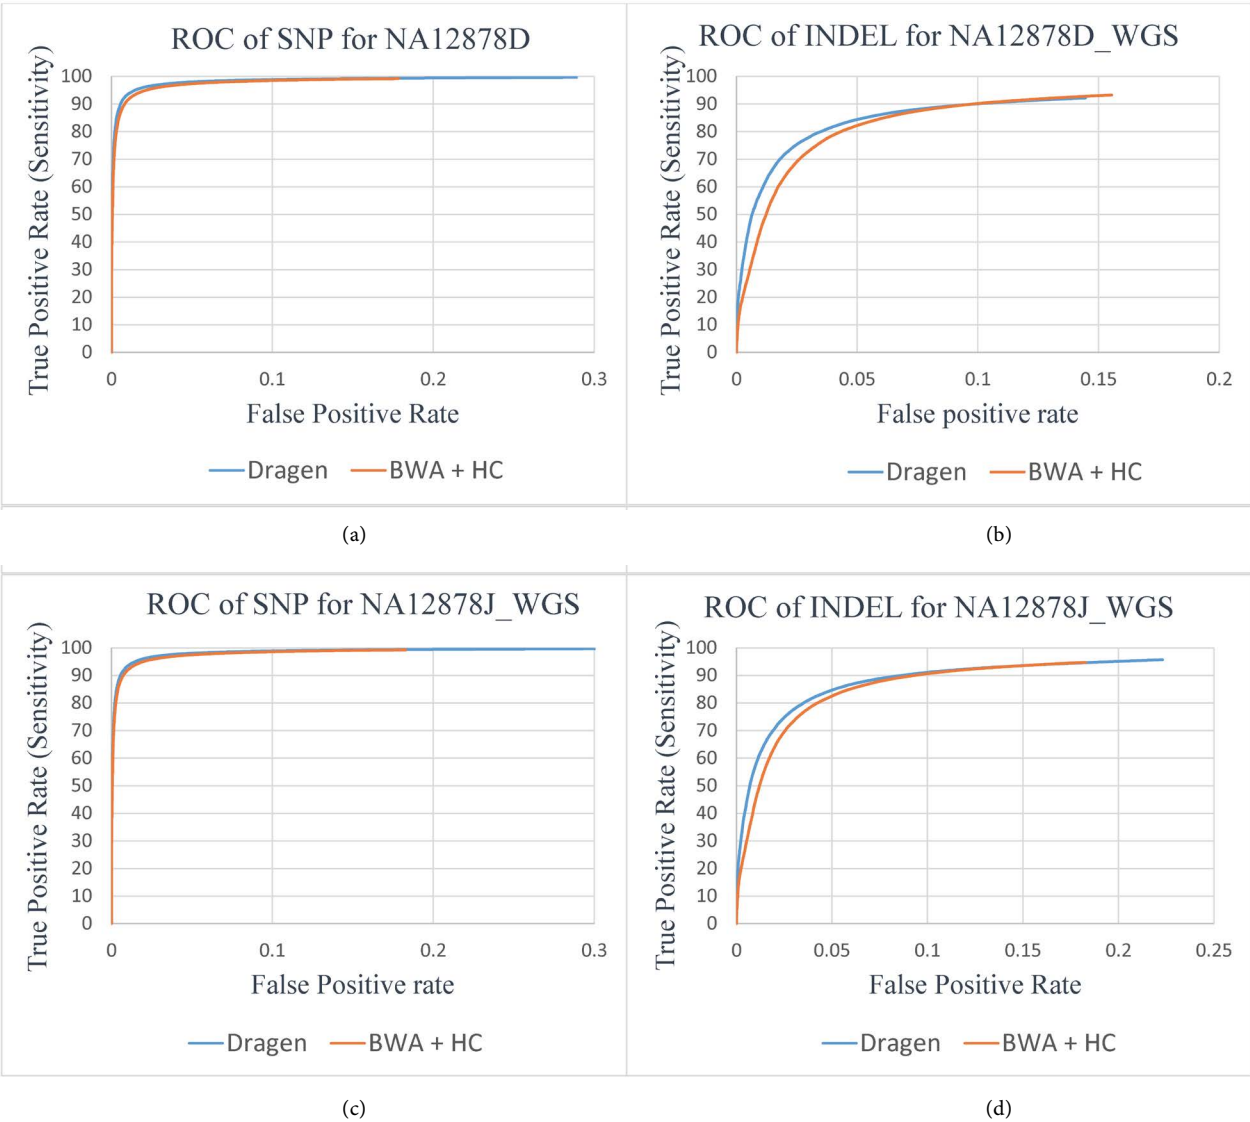 ROC of SNP for NA12878D
True Positive Rate (Sensitivity)
100
90
80
70
60
50
40
30
20
10
0
0 0.1 0.2 0.3
False Positive Rate
Dragen BWA + HC
(a)
ROC of INDEL for NA12878D_WGS
True Positive Rate (Sensitivity)
100
90
80
70
60
50
40
30
20
10
0
0 0.05 0.1 0.15 0.2
False positive rate
Dragen BWA + HC
(b)
ROC of SNP for NA12878J_WGS
True Positive Rate (Sensitivity)
100
90
80
70
60
50
40
30
20
10
0
0 0.1 0.2 0.3
False Positive rate
Dragen BWA + HC
(c)
ROC of INDEL for NA12878J_WGS
True Positive Rate (Sensitivity)
100
90
80
70
60
50
40
30
20
10
0
0 0.05 0.1 0.15 0.2 0.25
False Positive Rate
Dragen BWA + HC
(d)